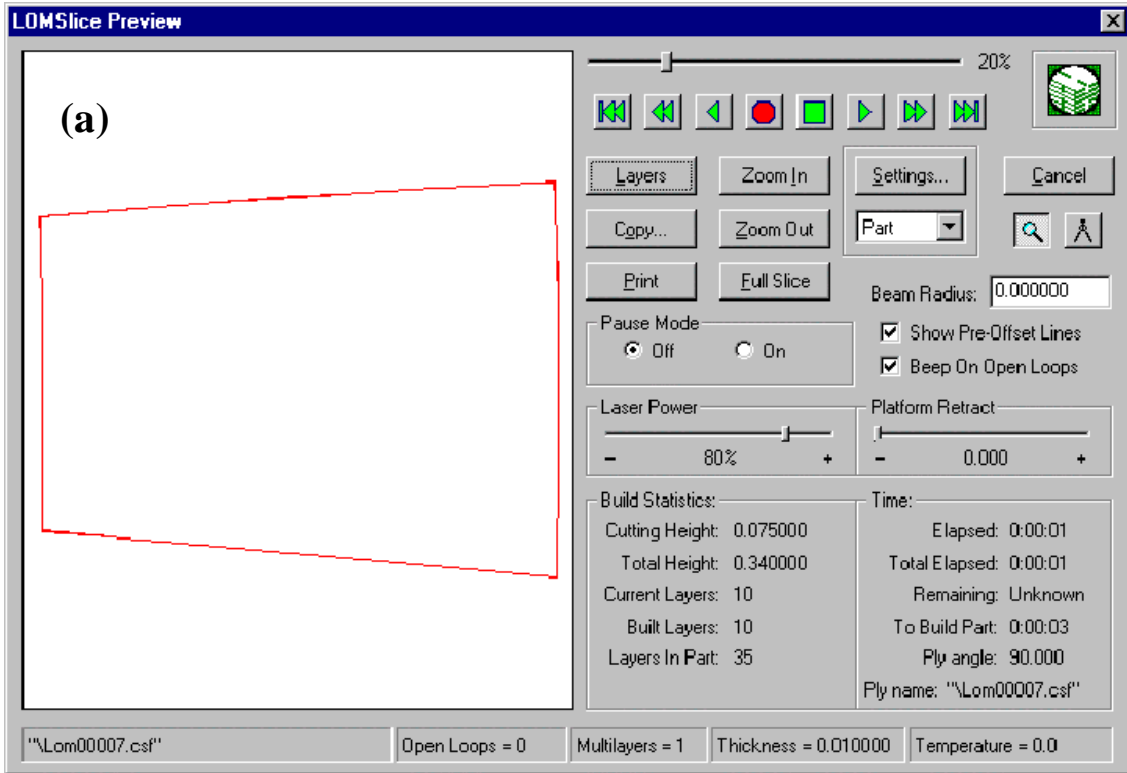 LOMSlice Preview
(a)
20%
Layers Zoom In Settings... Cancel
Copy... Zoom Out Part
Print Full Slice
Beam Radius: 0.000000
Pause Mode
Off On
Show Pre-Offset Lines
Beep On Open Loops
Laser Power
- 80% +
Platform Retract
- 0.000 +
Build Statistics:
Cutting Height: 0.075000
Total Height: 0.340000
Current Layers: 10
Built Layers: 10
Layers In Part: 35
Time:
Elapsed: 0:00:01
Total Elapsed: 0:00:01
Remaining: Unknown
To Build Part: 0:00:03
Ply angle: 90.000
Ply name: "\Lom00007.csf"
"\Lom00007.csf" Open Loops = 0 Multilayers = 1 Thickness = 0.010000 Temperature = 0.0